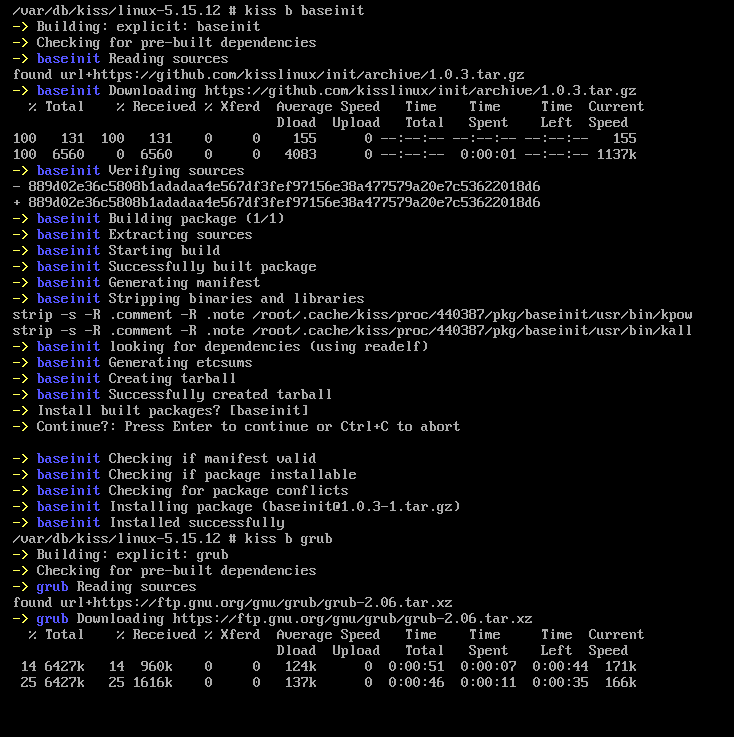 /var/db/kiss/linux-5.15.12 # kiss b baseinit
-> Building: explicit: baseinit
-> Checking for pre-built dependencies
-> baseinit Reading sources
found url+https://github.com/kisslinux/init/archive/1.0.3.tar.gz
-> baseinit Downloading https://github.com/kisslinux/init/archive/1.0.3.tar.gz
  % Total    % Received % Xferd  Average Speed   Time    Time     Time  Current
                                 Dload  Upload   Total   Spent    Left  Speed
100   131  100   131    0     0    155      0 --:--:-- --:--:-- --:--:--   155
100  6560    0  6560    0     0   4083      0 --:--:--  0:00:01 --:--:-- 1137k
-> baseinit Verifying sources
- 889d02e36c5808b1adadaa4e567df3fef97156e38a477579a20e7c53622018d6
+ 889d02e36c5808b1adadaa4e567df3fef97156e38a477579a20e7c53622018d6
-> baseinit Building package (1/1)
-> baseinit Extracting sources
-> baseinit Starting build
-> baseinit Successfully built package
-> baseinit Generating manifest
-> baseinit Stripping binaries and libraries
strip -s -R .comment -R .note /root/.cache/kiss/proc/440387/pkg/baseinit/usr/bin/kpow
strip -s -R .comment -R .note /root/.cache/kiss/proc/440387/pkg/baseinit/usr/bin/kall
-> baseinit looking for dependencies (using readelf)
-> baseinit Generating etcsums
-> baseinit Creating tarball
-> baseinit Successfully created tarball
-> Install built packages? [baseinit]
-> Continue?: Press Enter to continue or Ctrl+C to abort

-> baseinit Checking if manifest valid
-> baseinit Checking if package installable
-> baseinit Checking for package conflicts
-> baseinit Installing package (baseinit@1.0.3-1.tar.gz)
-> baseinit Installed successfully
/var/db/kiss/linux-5.15.12 # kiss b grub
-> Building: explicit: grub
-> Checking for pre-built dependencies
-> grub Reading sources
found url+https://ftp.gnu.org/gnu/grub/grub-2.06.tar.xz
-> grub Downloading https://ftp.gnu.org/gnu/grub/grub-2.06.tar.xz
  % Total    % Received % Xferd  Average Speed   Time    Time     Time  Current
                                 Dload  Upload   Total   Spent    Left  Speed
 14 6427k   14  960k    0     0   124k      0  0:00:51  0:00:07  0:00:44  171k
 25 6427k   25 1616k    0     0   137k      0  0:00:46  0:00:11  0:00:35  166k